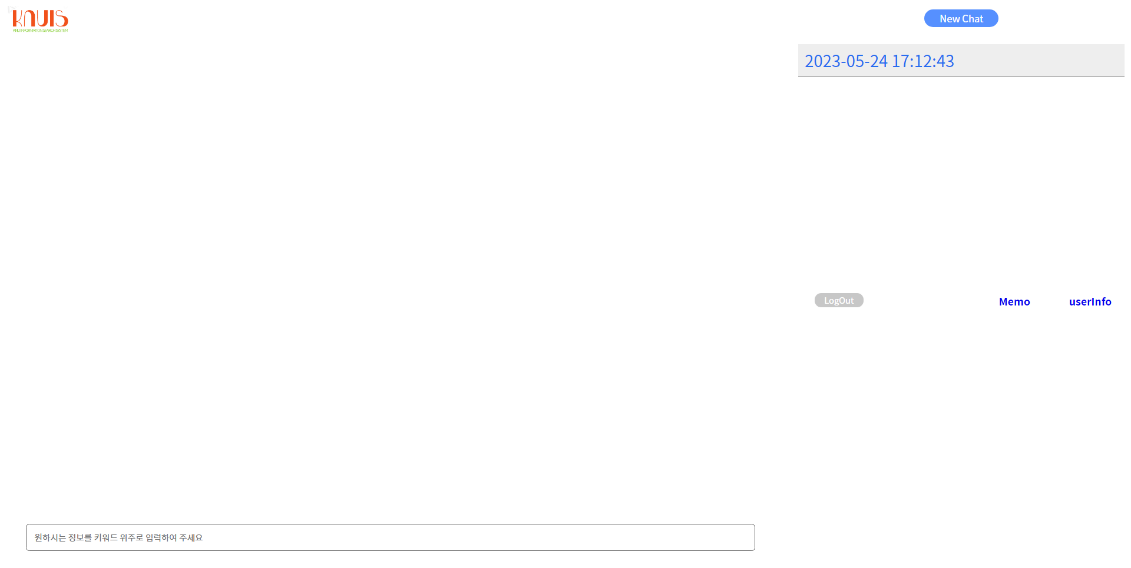 KNUIS
New Chat
2023-05-24 17:12:43
LogOut
Memo
userInfo
원하시는 정보를 키워드 위주로 입력하여 주세요